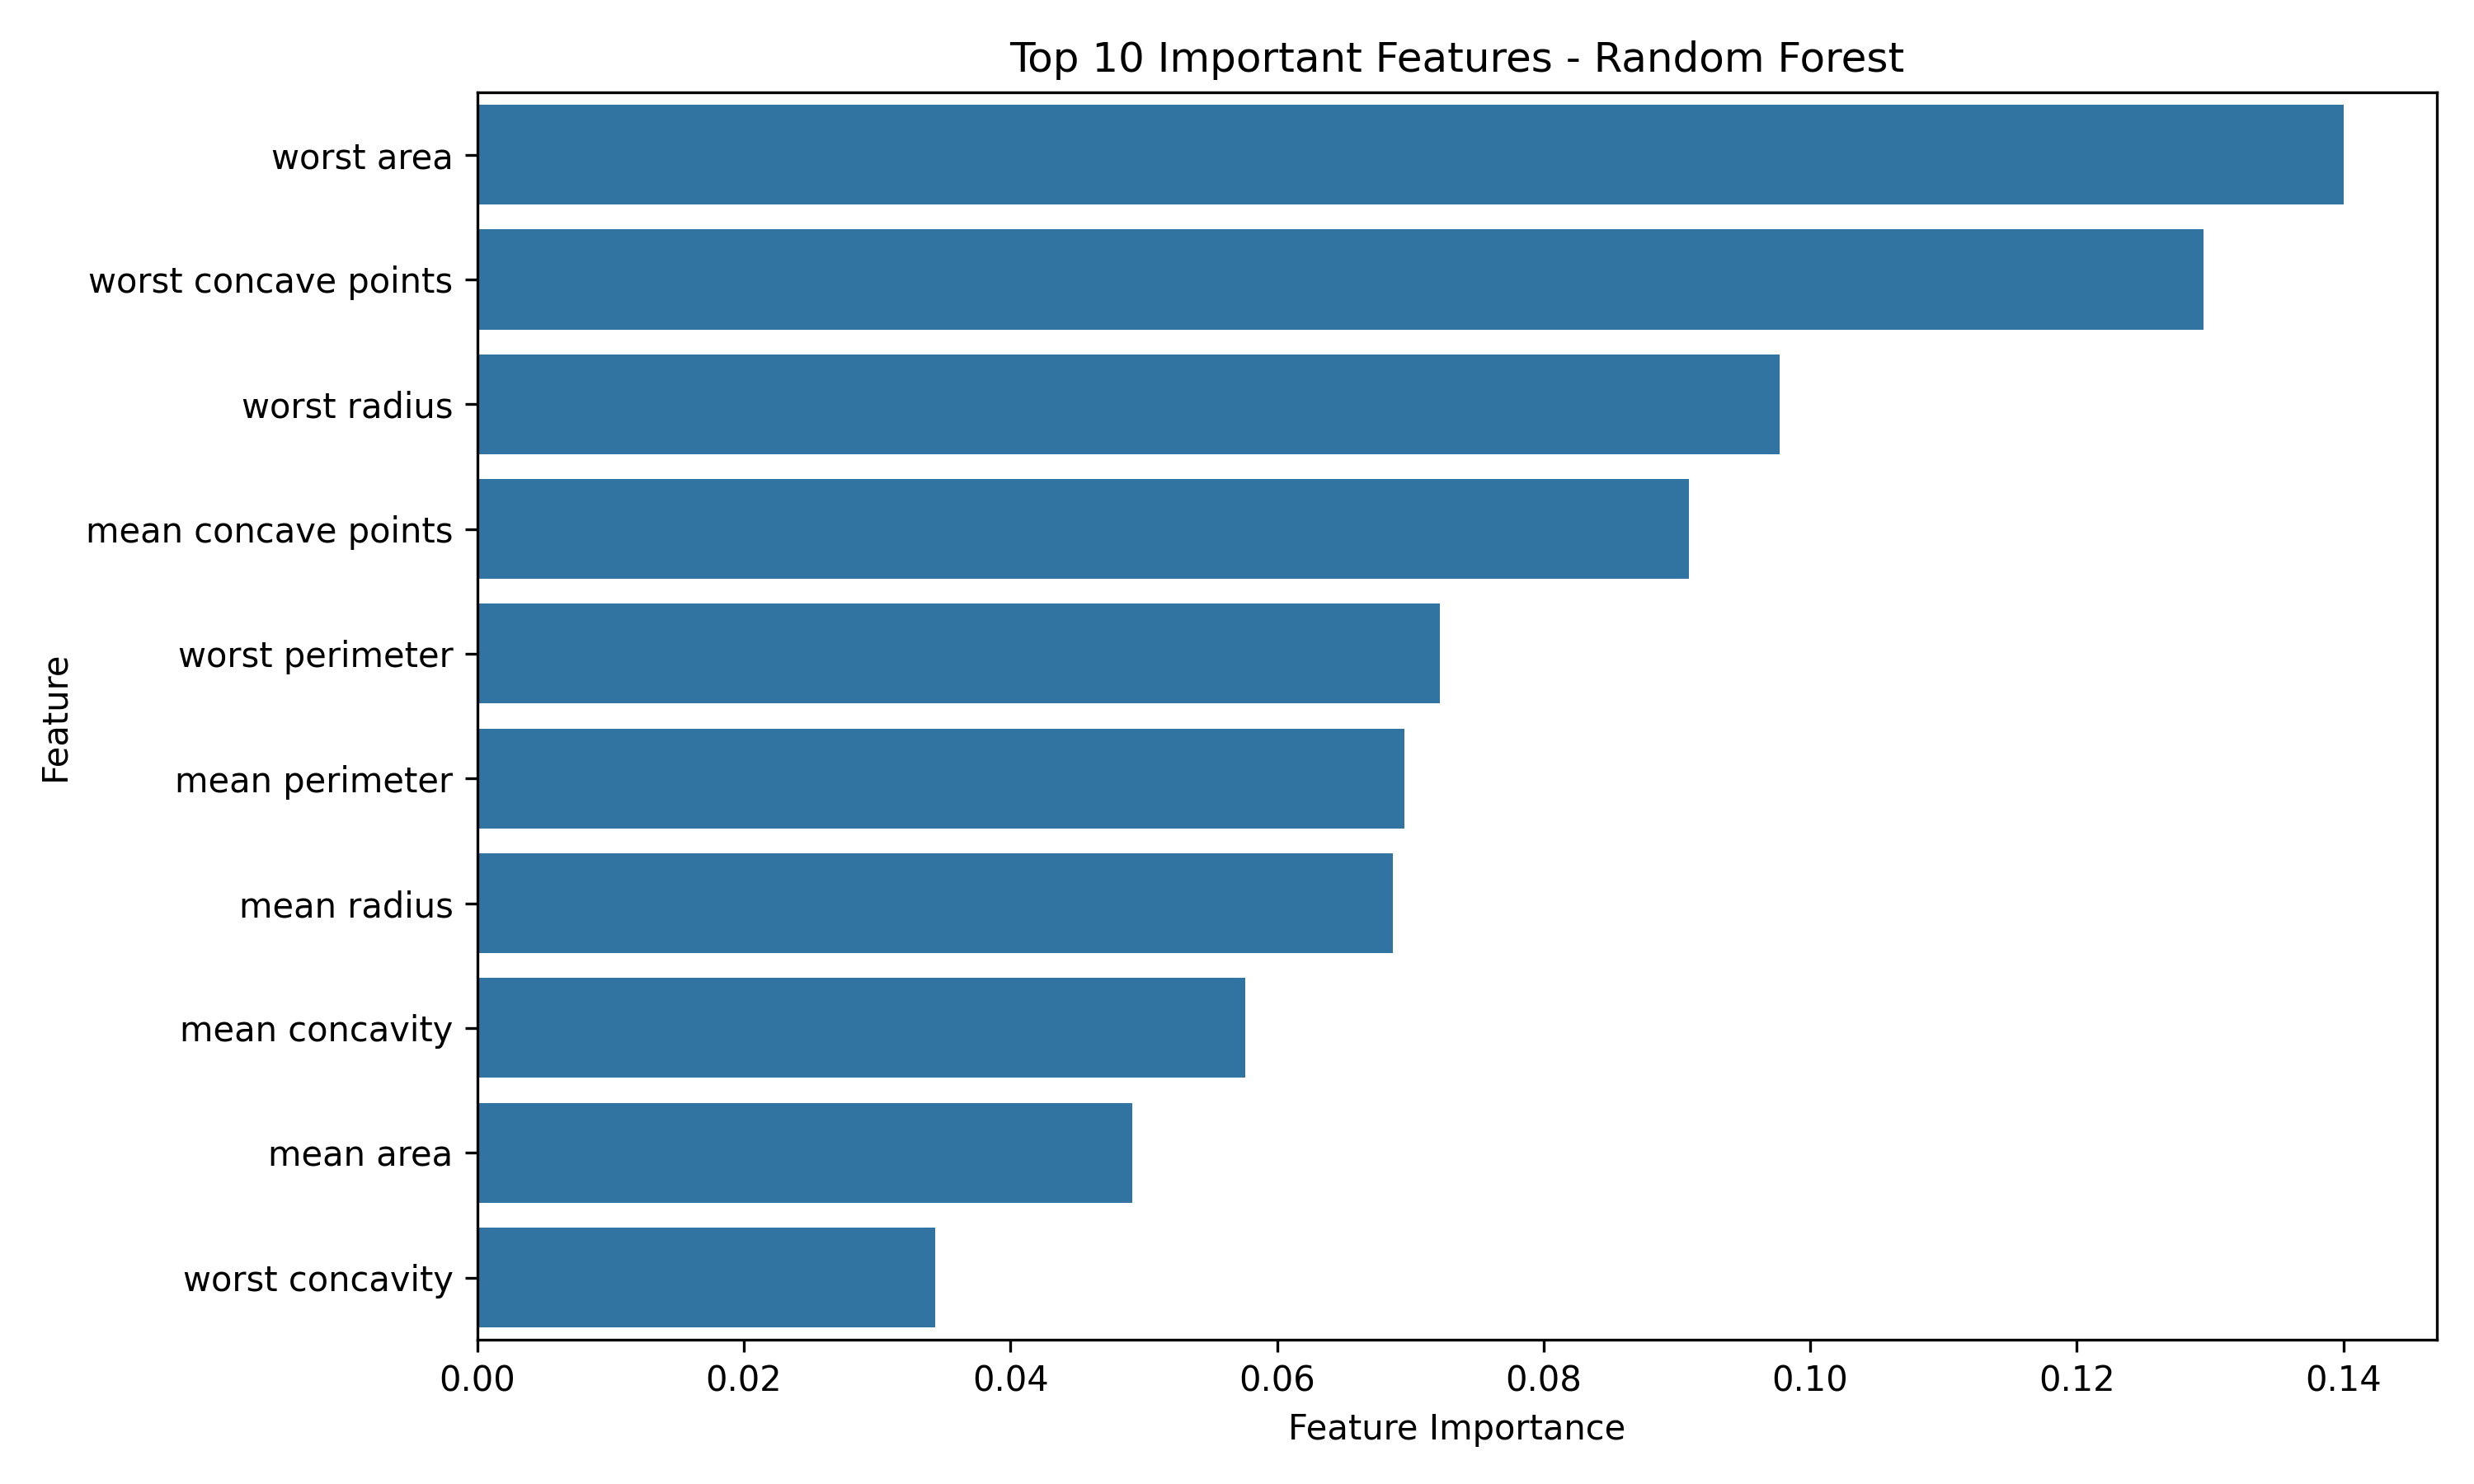 Top 10 Important Features - Random Forest
Feature
worst area
worst concave points
worst radius
mean concave points
worst perimeter
mean perimeter
mean radius
mean concavity
mean area
worst concavity
0.00 0.02 0.04 0.06 0.08 0.10 0.12 0.14
Feature Importance